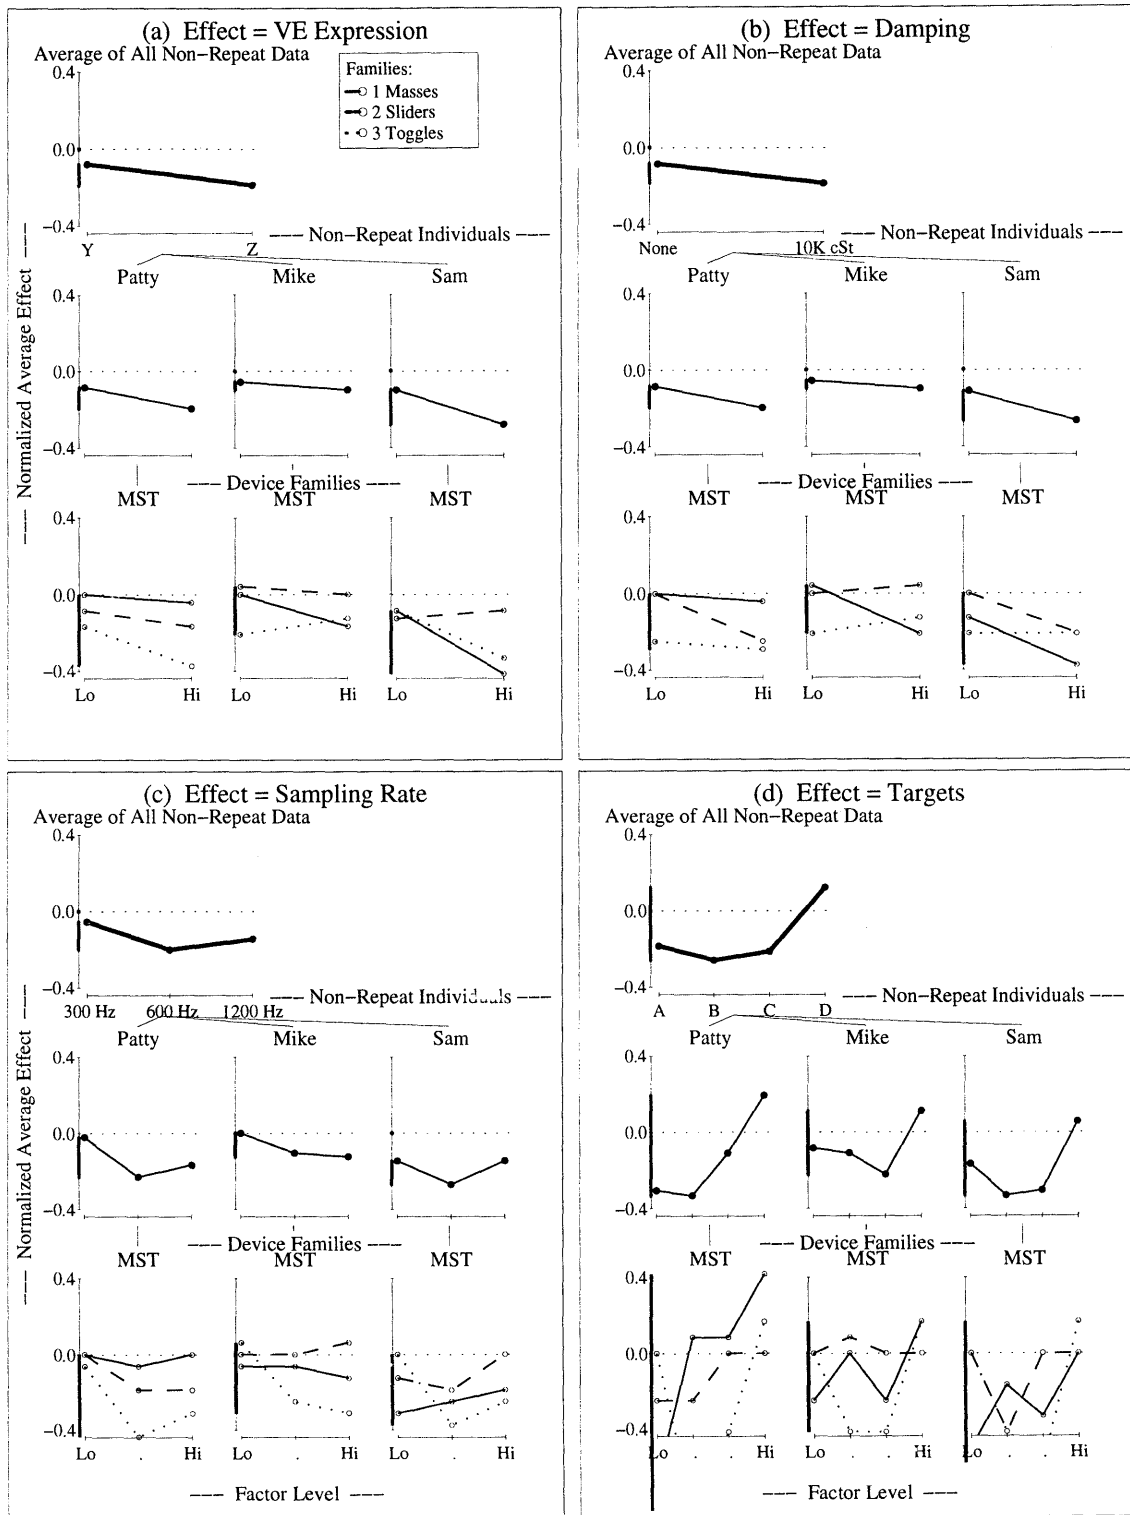 (a) Effect = VE Expression
Average of All Non-Repeat Data
0.4
0.0
-0.4
Families:
1 Masses
2 Sliders
3 Toggles
Y Z
--- Non-Repeat Individuals ---
Patty Mike Sam
0.4
0.0
-0.4
--- Device Families ---
MST MST MST
0.4
0.0
-0.4
Lo Hi Lo Hi Lo Hi
--- Normalized Average Effect ---
(b) Effect = Damping
Average of All Non-Repeat Data
0.4
0.0
-0.4
None 10K cSt
--- Non-Repeat Individuals ---
Patty Mike Sam
0.4
0.0
-0.4
--- Device Families ---
MST MST MST
0.4
0.0
-0.4
Lo Hi Lo Hi Lo Hi
(c) Effect = Sampling Rate
Average of All Non-Repeat Data
0.4
0.0
-0.4
300 Hz 600 Hz 1200 Hz
--- Non-Repeat Individuals ---
Patty Mike Sam
0.4
0.0
-0.4
--- Device Families ---
MST MST MST
0.4
0.0
-0.4
Lo . Hi Lo . Hi Lo . Hi
--- Factor Level ---
--- Normalized Average Effect ---
(d) Effect = Targets
Average of All Non-Repeat Data
0.4
0.0
-0.4
A B C D
--- Non-Repeat Individuals ---
Patty Mike Sam
0.4
0.0
-0.4
--- Device Families ---
MST MST MST
0.4
0.0
-0.4
Lo . . Hi Lo . . Hi Lo . . Hi
--- Factor Level ---